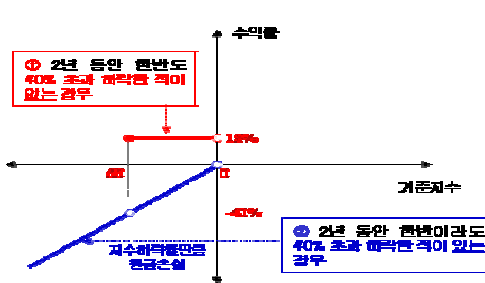 수익률
① 2년 동안 한번도
40% 초과 하락한 적이
있는 경우
12%
기준지수
-40%
② 2년 동안 한번이라도
40% 초과 하락한 적이 있는
경우
지수하락률만큼
원금손실